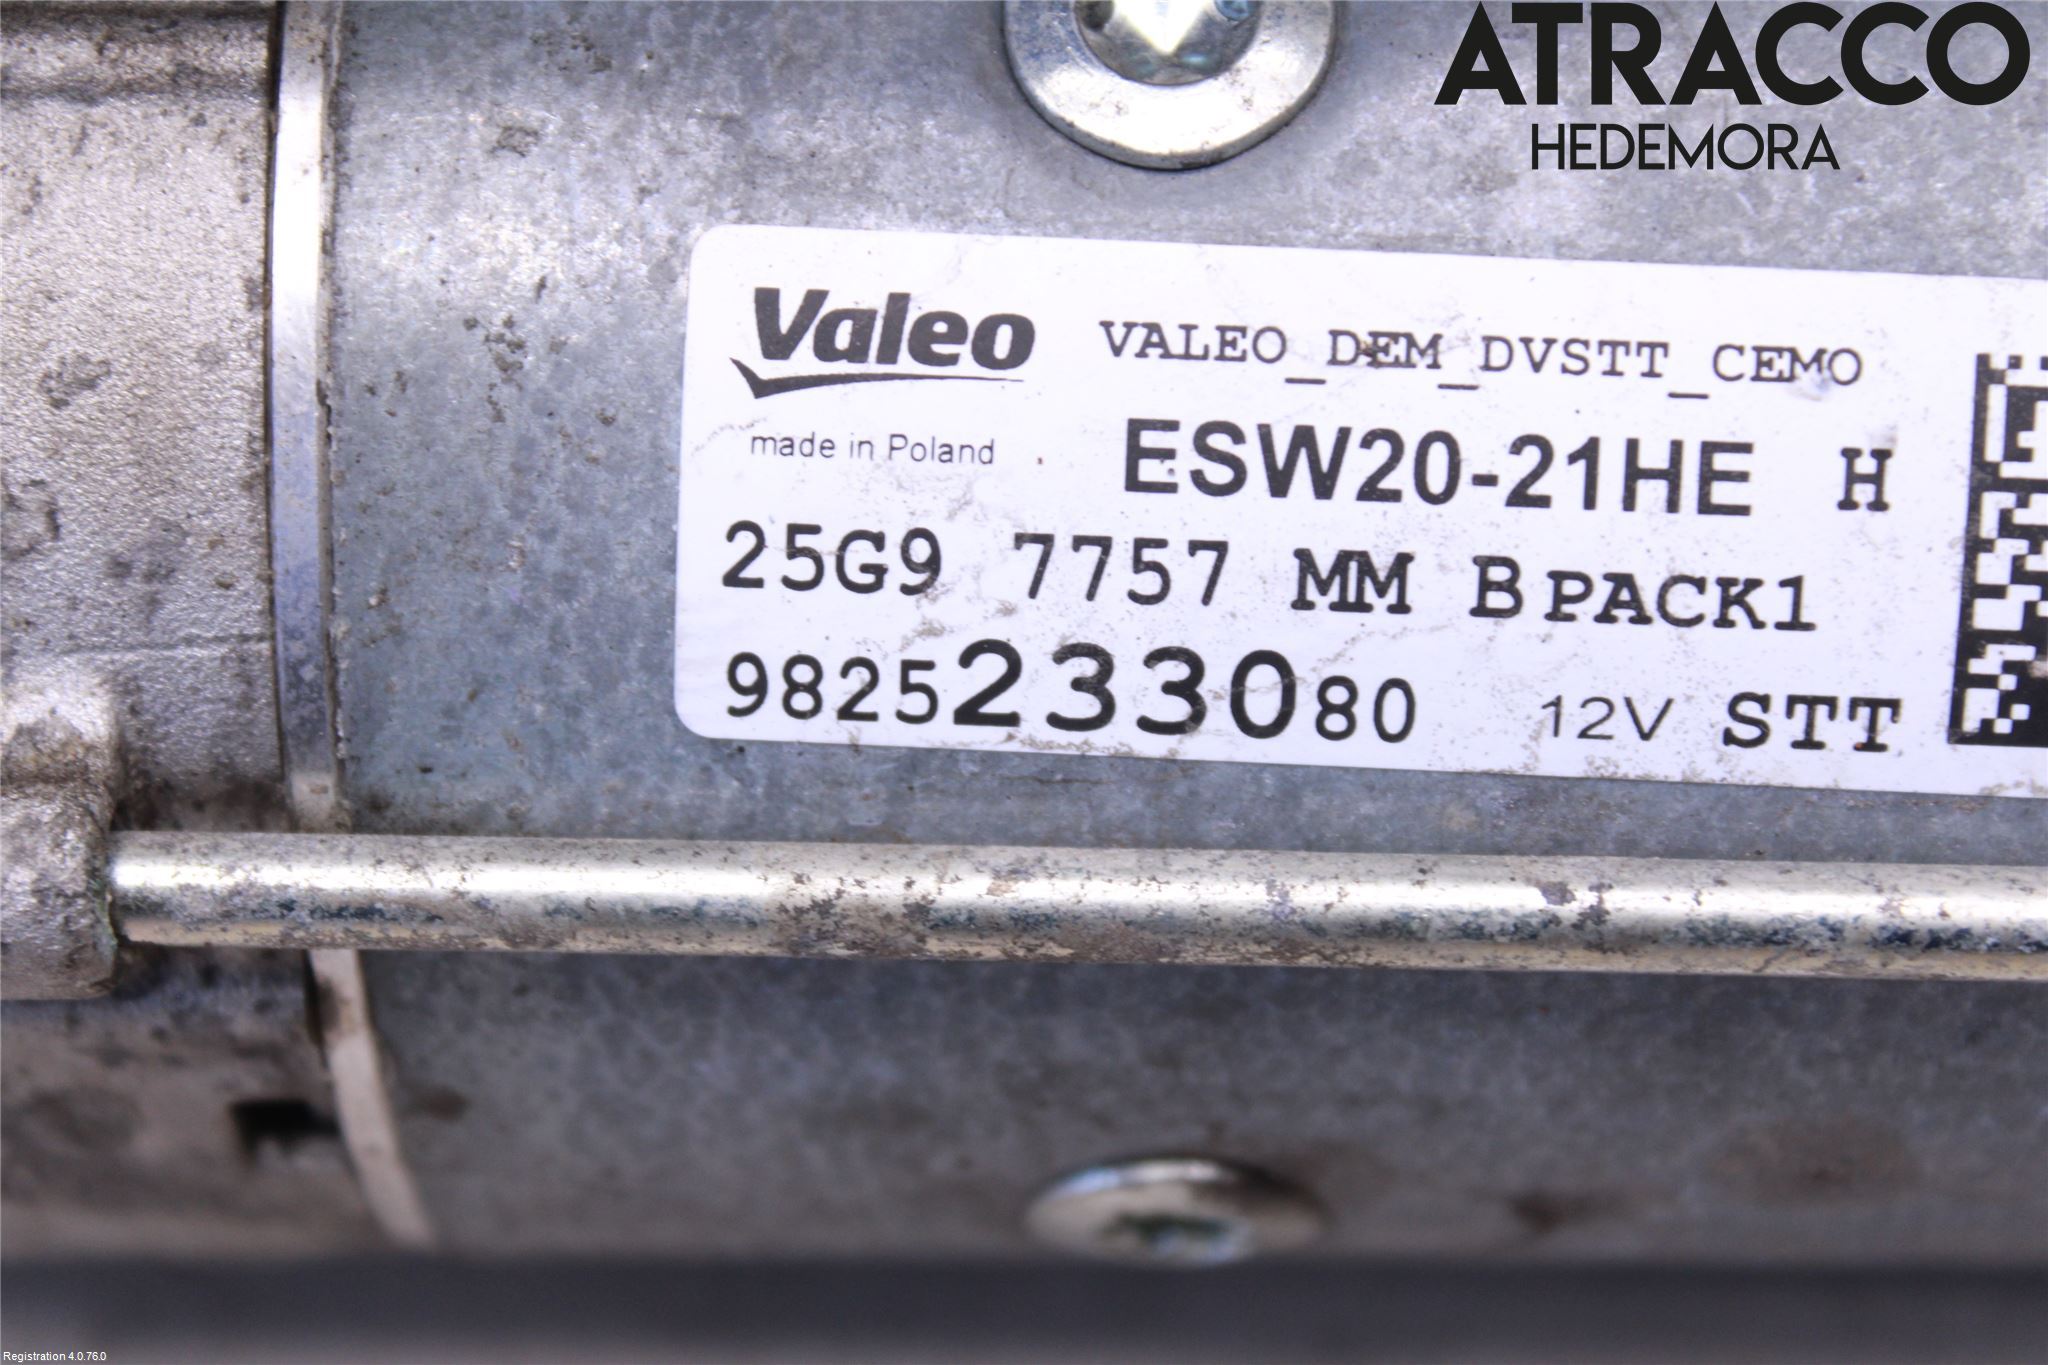 ATRACCO
HEDEMORA
Valeo VALEO_DEM_DVSTT_CEMO
made in Poland ESW20-21HE H
25G9 7757 MM B PACK1
9825233080 12V STT
Registration 4.0.76.0